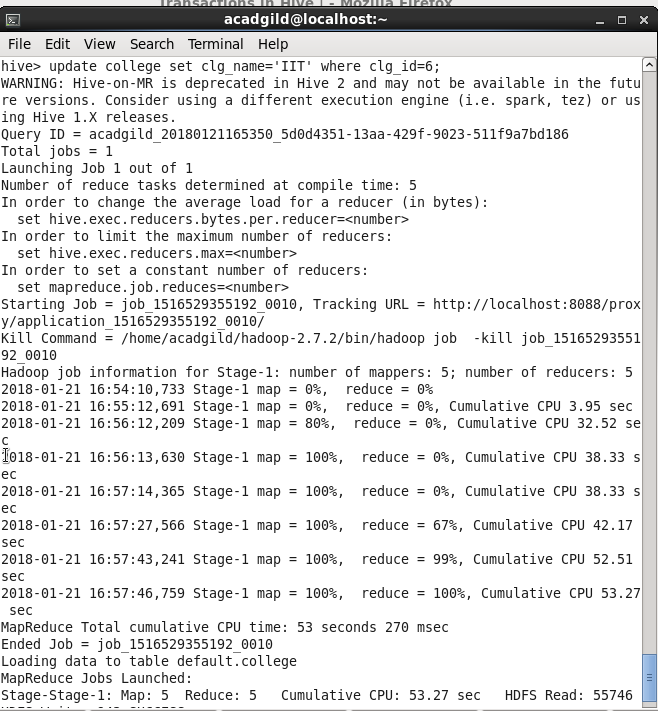 Transactions in Hive | - Mozilla Firefox
acadgild@localhost:~
File Edit View Search Terminal Help
hive> update college set clg_name='IIT' where clg_id=6;
WARNING: Hive-on-MR is deprecated in Hive 2 and may not be available in the futu
re versions. Consider using a different execution engine (i.e. spark, tez) or us
ing Hive 1.X releases.
Query ID = acadgild_20180121165350_5d0d4351-13aa-429f-9023-511f9a7bd186
Total jobs = 1
Launching Job 1 out of 1
Number of reduce tasks determined at compile time: 5
In order to change the average load for a reducer (in bytes):
  set hive.exec.reducers.bytes.per.reducer=<number>
In order to limit the maximum number of reducers:
  set hive.exec.reducers.max=<number>
In order to set a constant number of reducers:
  set mapreduce.job.reduces=<number>
Starting Job = job_1516529355192_0010, Tracking URL = http://localhost:8088/prox
y/application_1516529355192_0010/
Kill Command = /home/acadgild/hadoop-2.7.2/bin/hadoop job  -kill job_15165293551
92_0010
Hadoop job information for Stage-1: number of mappers: 5; number of reducers: 5
2018-01-21 16:54:10,733 Stage-1 map = 0%,  reduce = 0%
2018-01-21 16:55:12,691 Stage-1 map = 0%,  reduce = 0%, Cumulative CPU 3.95 sec
2018-01-21 16:56:12,209 Stage-1 map = 80%,  reduce = 0%, Cumulative CPU 32.52 se
c
2018-01-21 16:56:13,630 Stage-1 map = 100%,  reduce = 0%, Cumulative CPU 38.33 s
ec
2018-01-21 16:57:14,365 Stage-1 map = 100%,  reduce = 0%, Cumulative CPU 38.33 s
ec
2018-01-21 16:57:27,566 Stage-1 map = 100%,  reduce = 67%, Cumulative CPU 42.17
sec
2018-01-21 16:57:43,241 Stage-1 map = 100%,  reduce = 99%, Cumulative CPU 52.51
sec
2018-01-21 16:57:46,759 Stage-1 map = 100%,  reduce = 100%, Cumulative CPU 53.27
 sec
MapReduce Total cumulative CPU time: 53 seconds 270 msec
Ended Job = job_1516529355192_0010
Loading data to table default.college
MapReduce Jobs Launched:
Stage-Stage-1: Map: 5  Reduce: 5   Cumulative CPU: 53.27 sec   HDFS Read: 55746